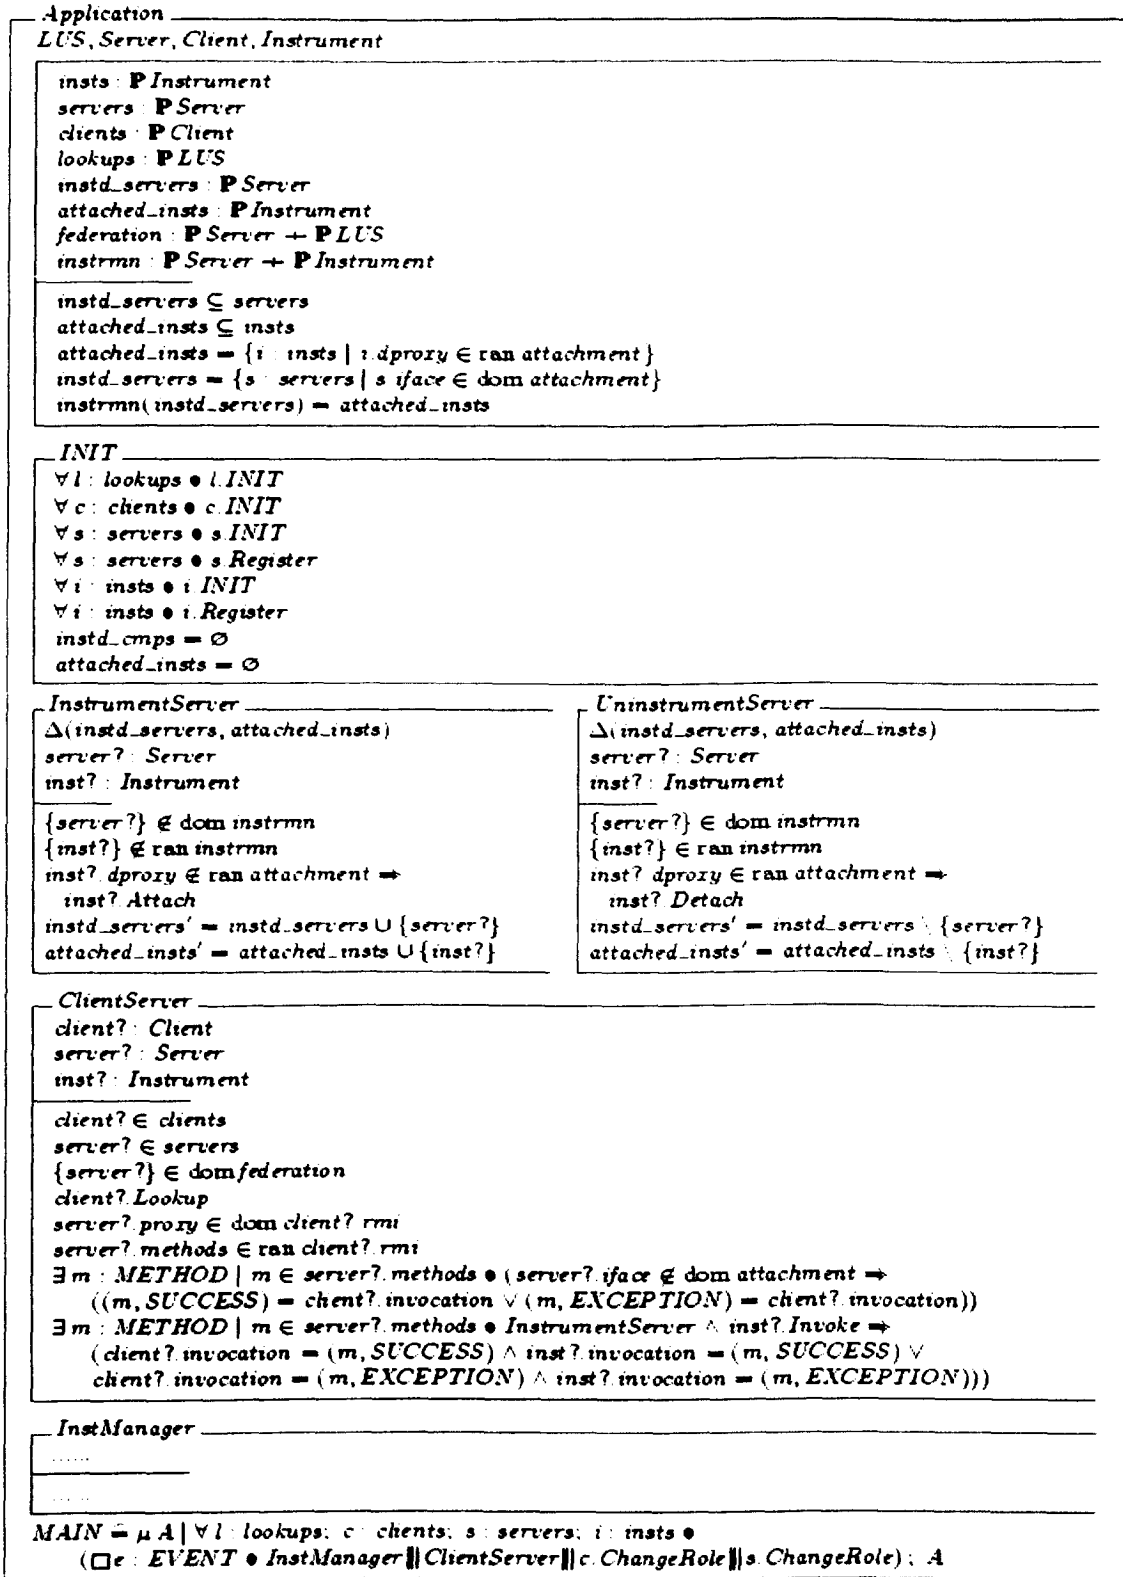 Application
LUS, Server, Client, Instrument
insts : ℙ Instrument
servers : ℙ Server
clients : ℙ Client
lookups : ℙ LUS
instd_servers : ℙ Server
attached_insts : ℙ Instrument
federation : ℙ Server ⇸ ℙ LUS
instrmn : ℙ Server ⇸ ℙ Instrument
instd_servers ⊆ servers
attached_insts ⊆ insts
attached_insts = {i : insts | i.dproxy ∈ ran attachment}
instd_servers = {s : servers | s.iface ∈ dom attachment}
instrmn(instd_servers) = attached_insts
INIT
∀ l : lookups • l.INIT
∀ c : clients • c.INIT
∀ s : servers • s.INIT
∀ s : servers • s.Register
∀ i : insts • i.INIT
∀ i : insts • i.Register
instd_cmps = ∅
attached_insts = ∅
InstrumentServer
Δ(instd_servers, attached_insts)
server? : Server
inst? : Instrument
{server?} ∉ dom instrmn
{inst?} ∉ ran instrmn
inst?.dproxy ∉ ran attachment ⇒
inst?.Attach
instd_servers′ = instd_servers ∪ {server?}
attached_insts′ = attached_insts ∪ {inst?}
UninstrumentServer
Δ(instd_servers, attached_insts)
server? : Server
inst? : Instrument
{server?} ∈ dom instrmn
{inst?} ∈ ran instrmn
inst?.dproxy ∈ ran attachment ⇒
inst?.Detach
instd_servers′ = instd_servers \ {server?}
attached_insts′ = attached_insts \ {inst?}
ClientServer
client? : Client
server? : Server
inst? : Instrument
client? ∈ clients
server? ∈ servers
{server?} ∈ dom federation
client?.Lookup
server?.proxy ∈ dom client?.rmi
server?.methods ∈ ran client?.rmi
∃ m : METHOD | m ∈ server?.methods • (server?.iface ∉ dom attachment ⇒
((m, SUCCESS) = client?.invocation ∨ (m, EXCEPTION) = client?.invocation))
∃ m : METHOD | m ∈ server?.methods • InstrumentServer ∧ inst?.Invoke ⇒
(client?.invocation = (m, SUCCESS) ∧ inst?.invocation = (m, SUCCESS) ∨
client?.invocation = (m, EXCEPTION) ∧ inst?.invocation = (m, EXCEPTION)))
InstManager
......
......
MAIN ≙ μ A | ∀ l : lookups; c : clients; s : servers; i : insts •
(□e : EVENT • InstManager ||| ClientServer ||| c.ChangeRole ||| s.ChangeRole); A